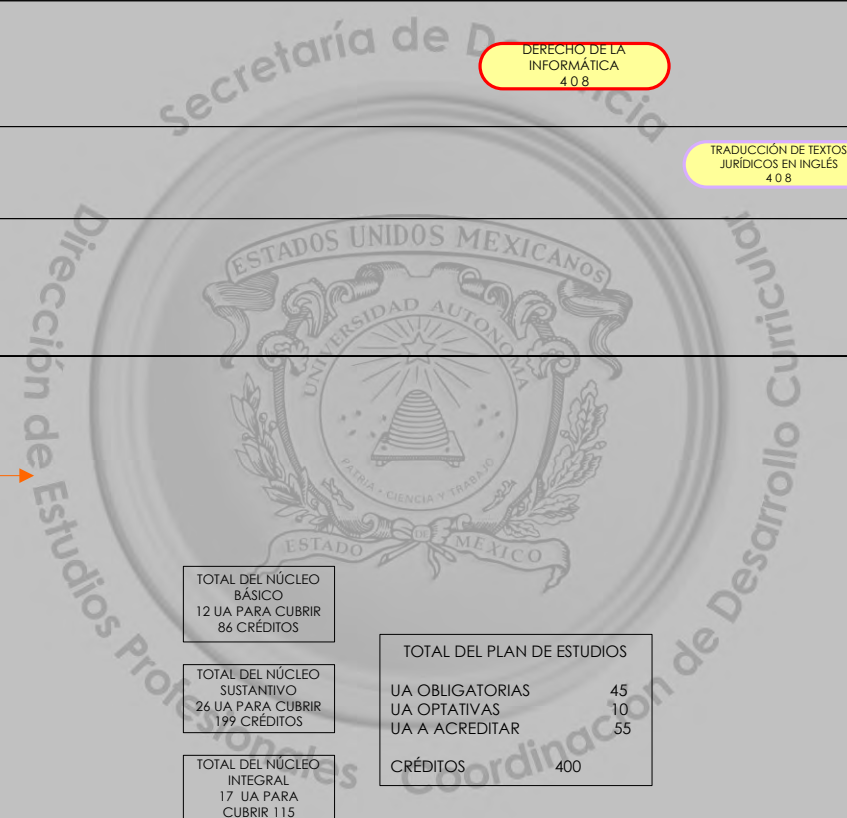 DERECHO DE LA
INFORMÁTICA
4 0 8
TRADUCCIÓN DE TEXTOS
JURÍDICOS EN INGLÉS
4 0 8
Secretaría de
Dirección de Estudios Profesionales Coordinación de Desarrollo Curricular
ESTADOS UNIDOS MEXICANOS
UNIVERSIDAD AUTONOMA
PATRIA • CIENCIA Y TRABAJO
ESTADO DE MEXICO
TOTAL DEL NÚCLEO
BÁSICO
12 UA PARA CUBRIR
86 CRÉDITOS
TOTAL DEL NÚCLEO
SUSTANTIVO
26 UA PARA CUBRIR
199 CRÉDITOS
TOTAL DEL NÚCLEO
INTEGRAL
17 UA PARA
CUBRIR 115
TOTAL DEL PLAN DE ESTUDIOS
UA OBLIGATORIAS 45
UA OPTATIVAS 10
UA A ACREDITAR 55
CRÉDITOS 400